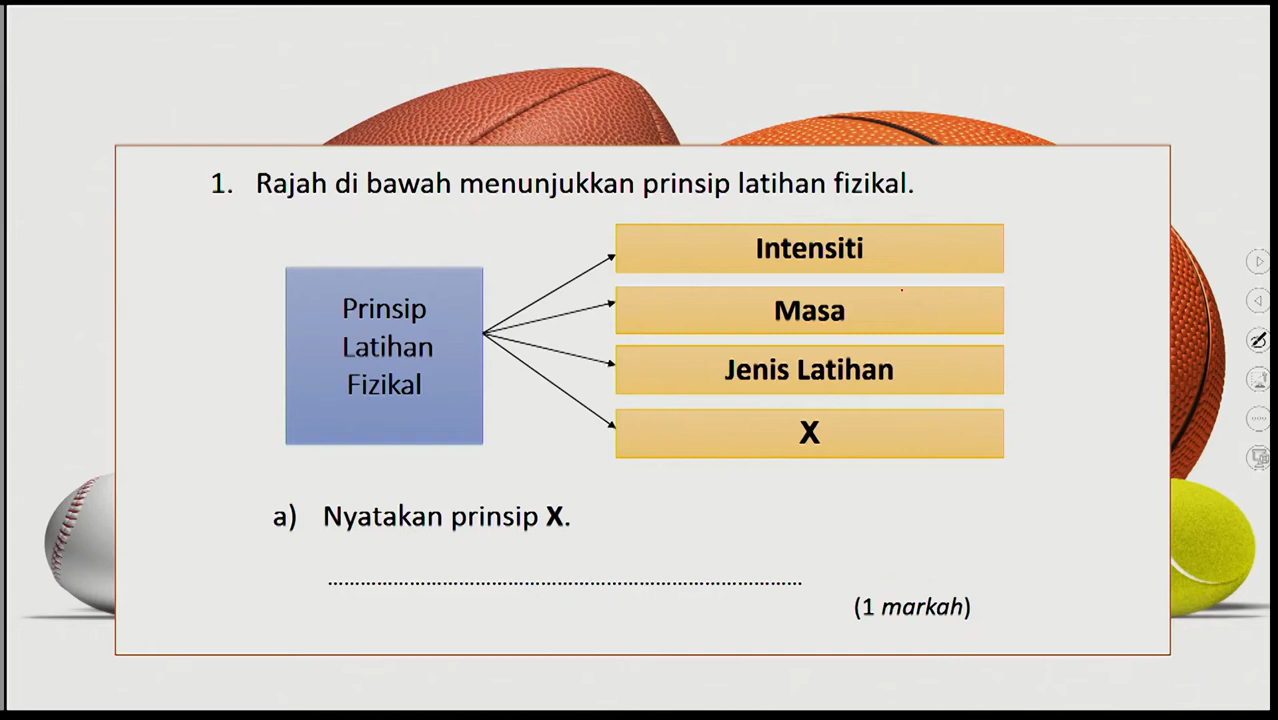 1. Rajah di bawah menunjukkan prinsip latihan fizikal.
Prinsip
Latihan
Fizikal
Intensiti
Masa
Jenis Latihan
X
a) Nyatakan prinsip X.
...............................................................................
(1 markah)